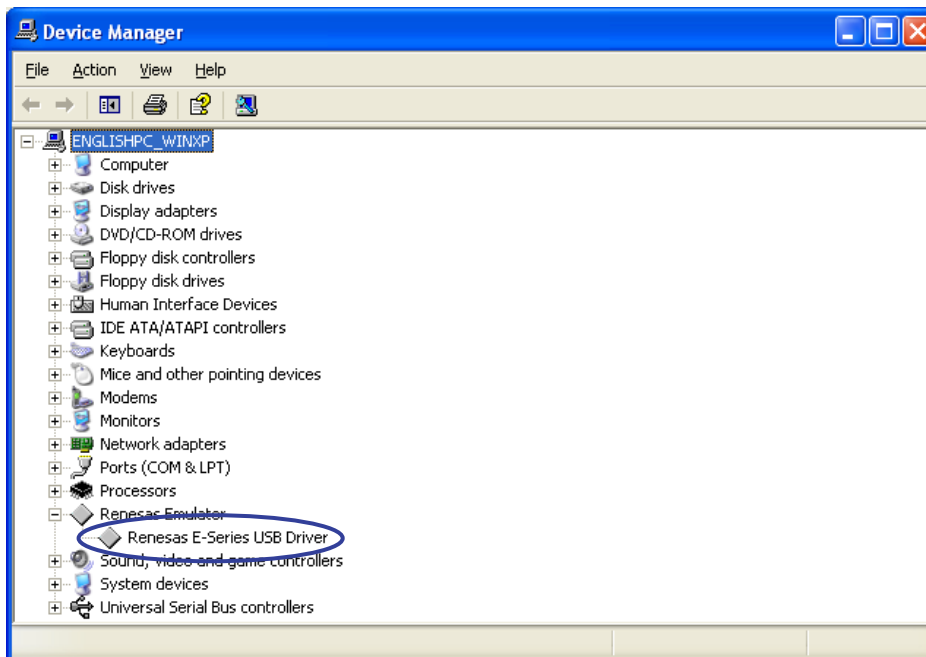 Device Manager
File Action View Help
ENGLISHPC_WINXP
Computer
Disk drives
Display adapters
DVD/CD-ROM drives
Floppy disk controllers
Floppy disk drives
Human Interface Devices
IDE ATA/ATAPI controllers
Keyboards
Mice and other pointing devices
Modems
Monitors
Network adapters
Ports (COM & LPT)
Processors
Renesas Emulator
Renesas E-Series USB Driver
Sound, video and game controllers
System devices
Universal Serial Bus controllers